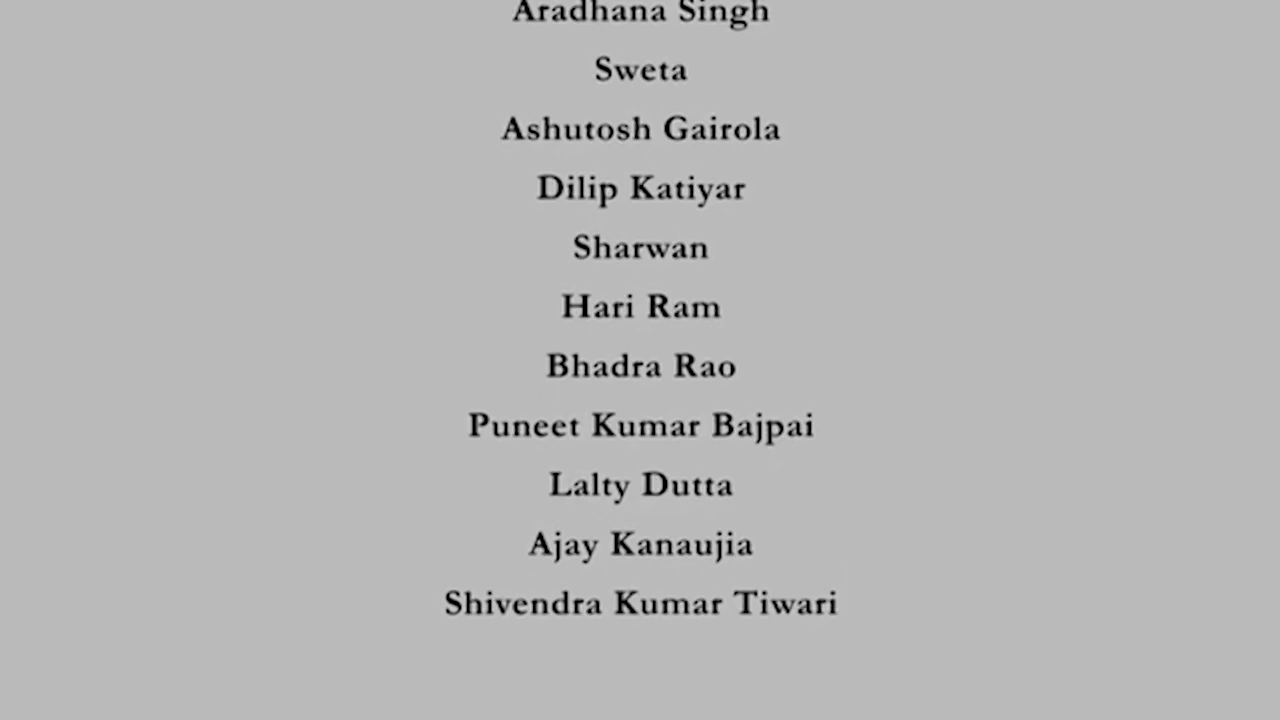 Aradhana Singh
Sweta
Ashutosh Gairola
Dilip Katiyar
Sharwan
Hari Ram
Bhadra Rao
Puneet Kumar Bajpai
Lalty Dutta
Ajay Kanaujia
Shivendra Kumar Tiwari